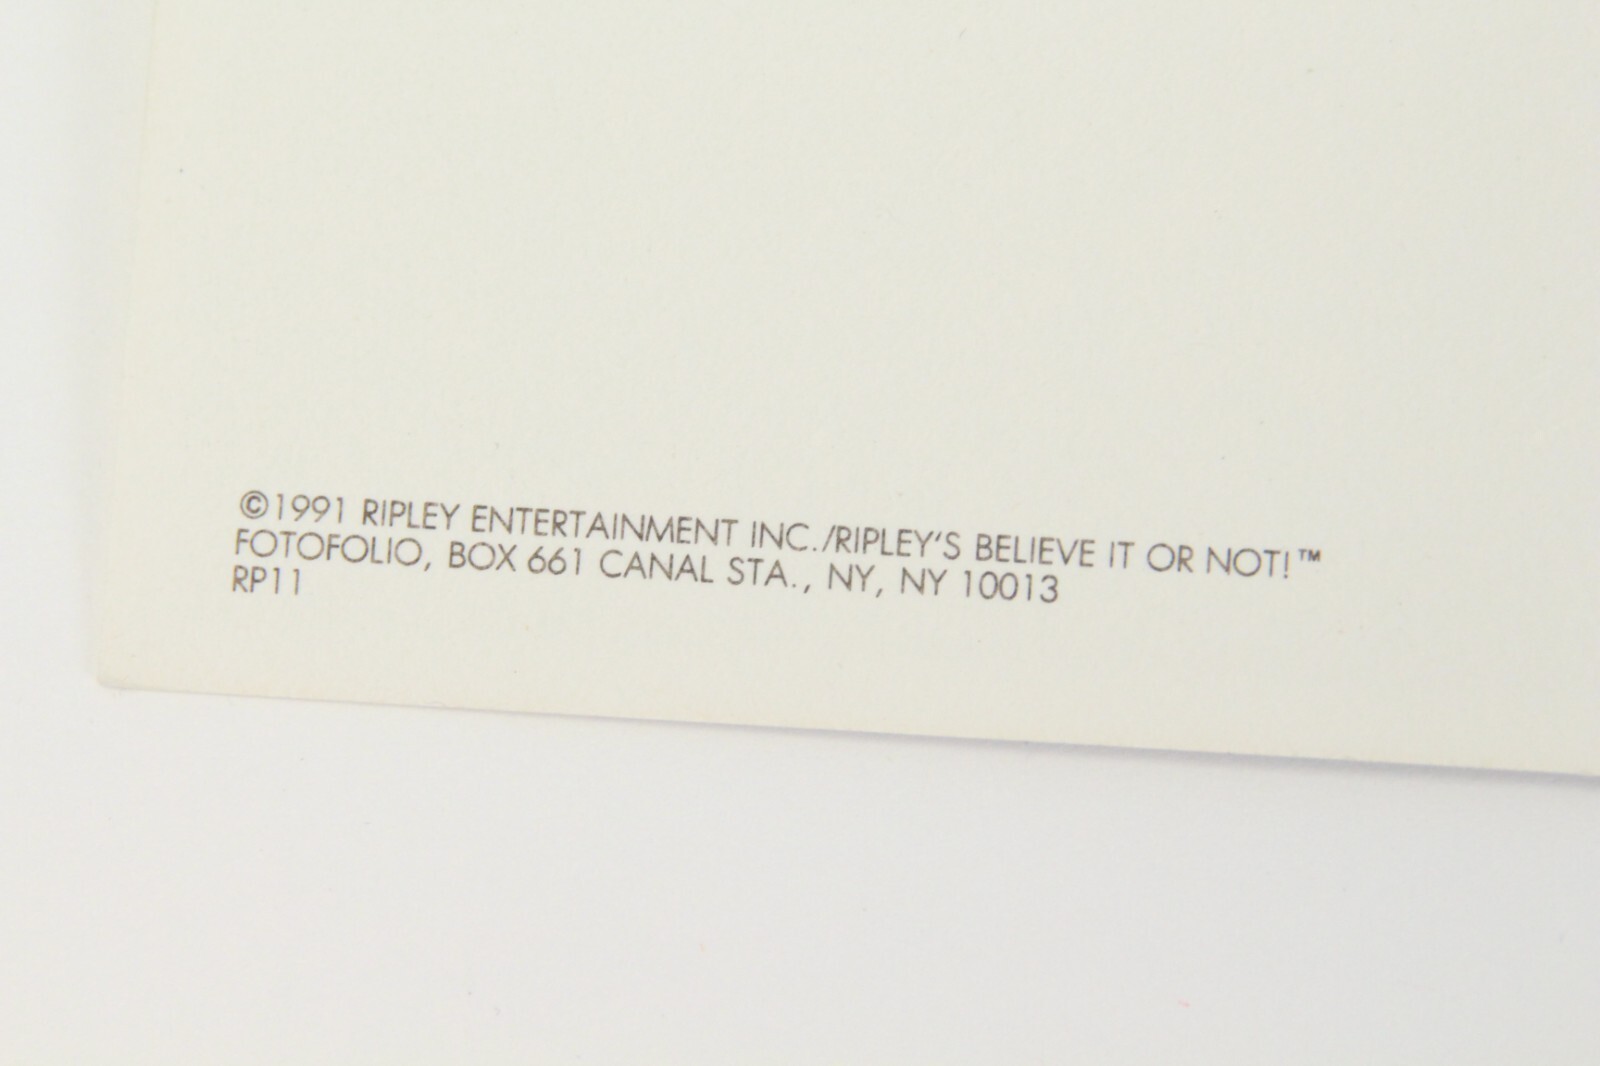 ©1991 RIPLEY ENTERTAINMENT INC./RIPLEY'S BELIEVE IT OR NOT!™
FOTOFOLIO, BOX 661 CANAL STA., NY, NY 10013
RP11